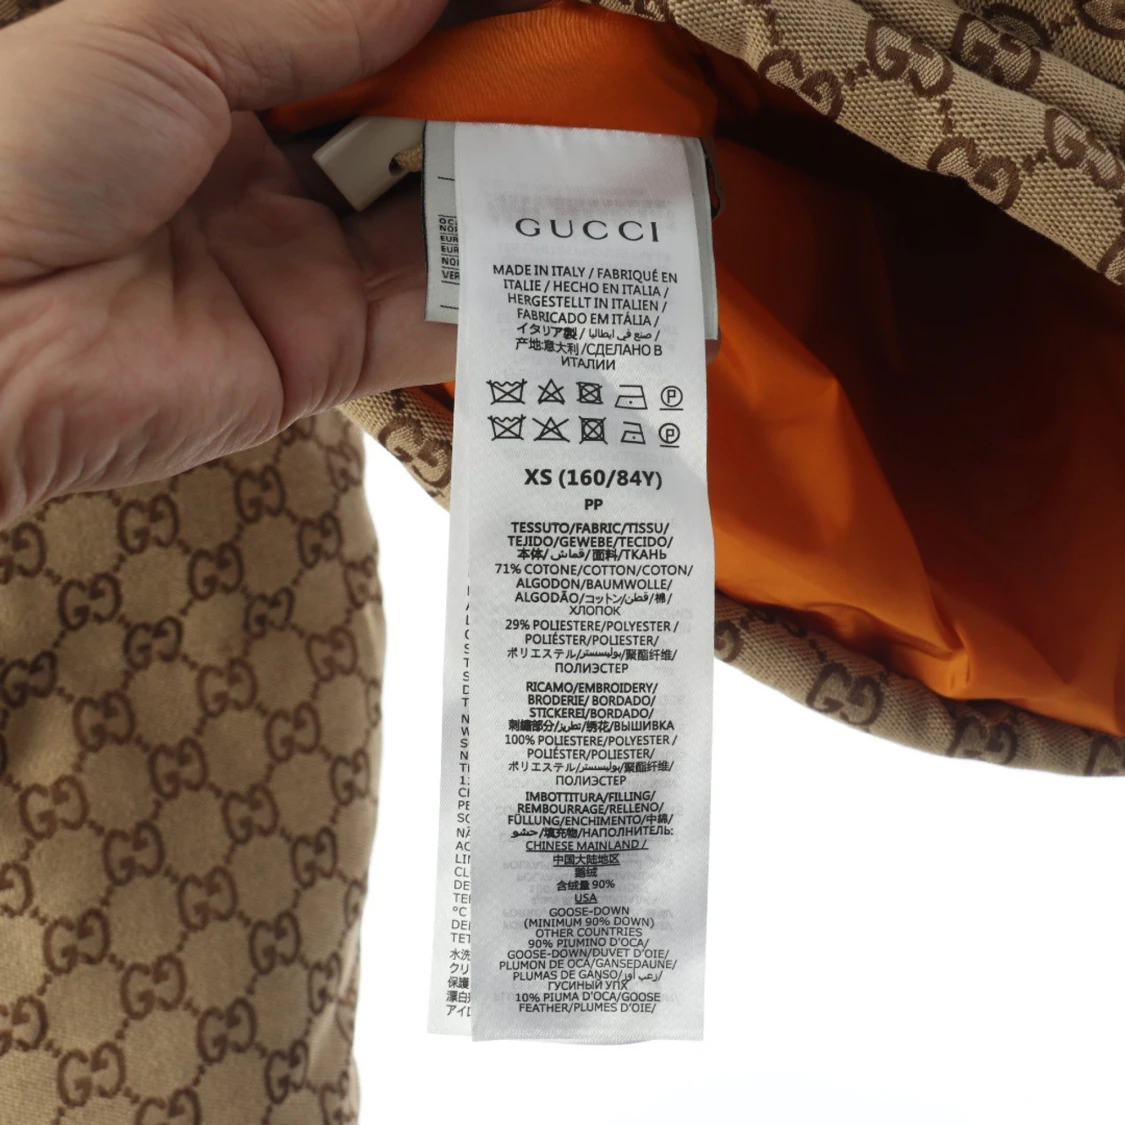 GUCCI
MADE IN ITALY / FABRIQUÉ EN
ITALIE / HECHO EN ITALIA /
HERGESTELLT IN ITALIEN /
FABRICADO EM ITÁLIA /
イタリア製 / صنع في ايطاليا /
产地:意大利 /СДЕЛАНО В
ИТАЛИИ
XS (160/84Y)
PP
TESSUTO/FABRIC/TISSU/
TEJIDO/GEWEBE/TECIDO/
本体/قماش/面料/ТКАНЬ
71% COTONE/COTTON/COTON/
ALGODON/BAUMWOLLE/
ALGODÃO/コットン/قطن/棉/
ХЛОПОК
29% POLIESTERE/POLYESTER /
POLIÉSTER/POLIESTER/
ポリエステル/بوليستر/聚酯纤维/
ПОЛИЭСТЕР
RICAMO/EMBROIDERY/
BRODERIE/ BORDADO/
STICKEREI/BORDADO/
刺繡部分/تطريز/绣花/ВЫШИВКА
100% POLIESTERE/POLYESTER /
POLIÉSTER/POLIESTER/
ポリエステル/بوليستر/聚酯纤维/
ПОЛИЭСТЕР
IMBOTTITURA/FILLING/
REMBOURRAGE/RELLENO/
FÜLLUNG/ENCHIMENTO/中綿/
حشو/填充物/НАПОЛНИТЕЛЬ:
CHINESE MAINLAND /
中国大陆地区
鹅绒
含绒量 90%
USA
GOOSE-DOWN
(MINIMUM 90% DOWN)
OTHER COUNTRIES
90% PIUMINO D'OCA/
GOOSE-DOWN/DUVET D'OIE/
PLUMON DE OCA/GANSEDAUNE/
PLUMAS DE GANSO/زغب أوز/
ГУСИНЫЙ УПХ
10% PIUMA D'OCA/GOOSE
FEATHER/PLUMES D'OIE/